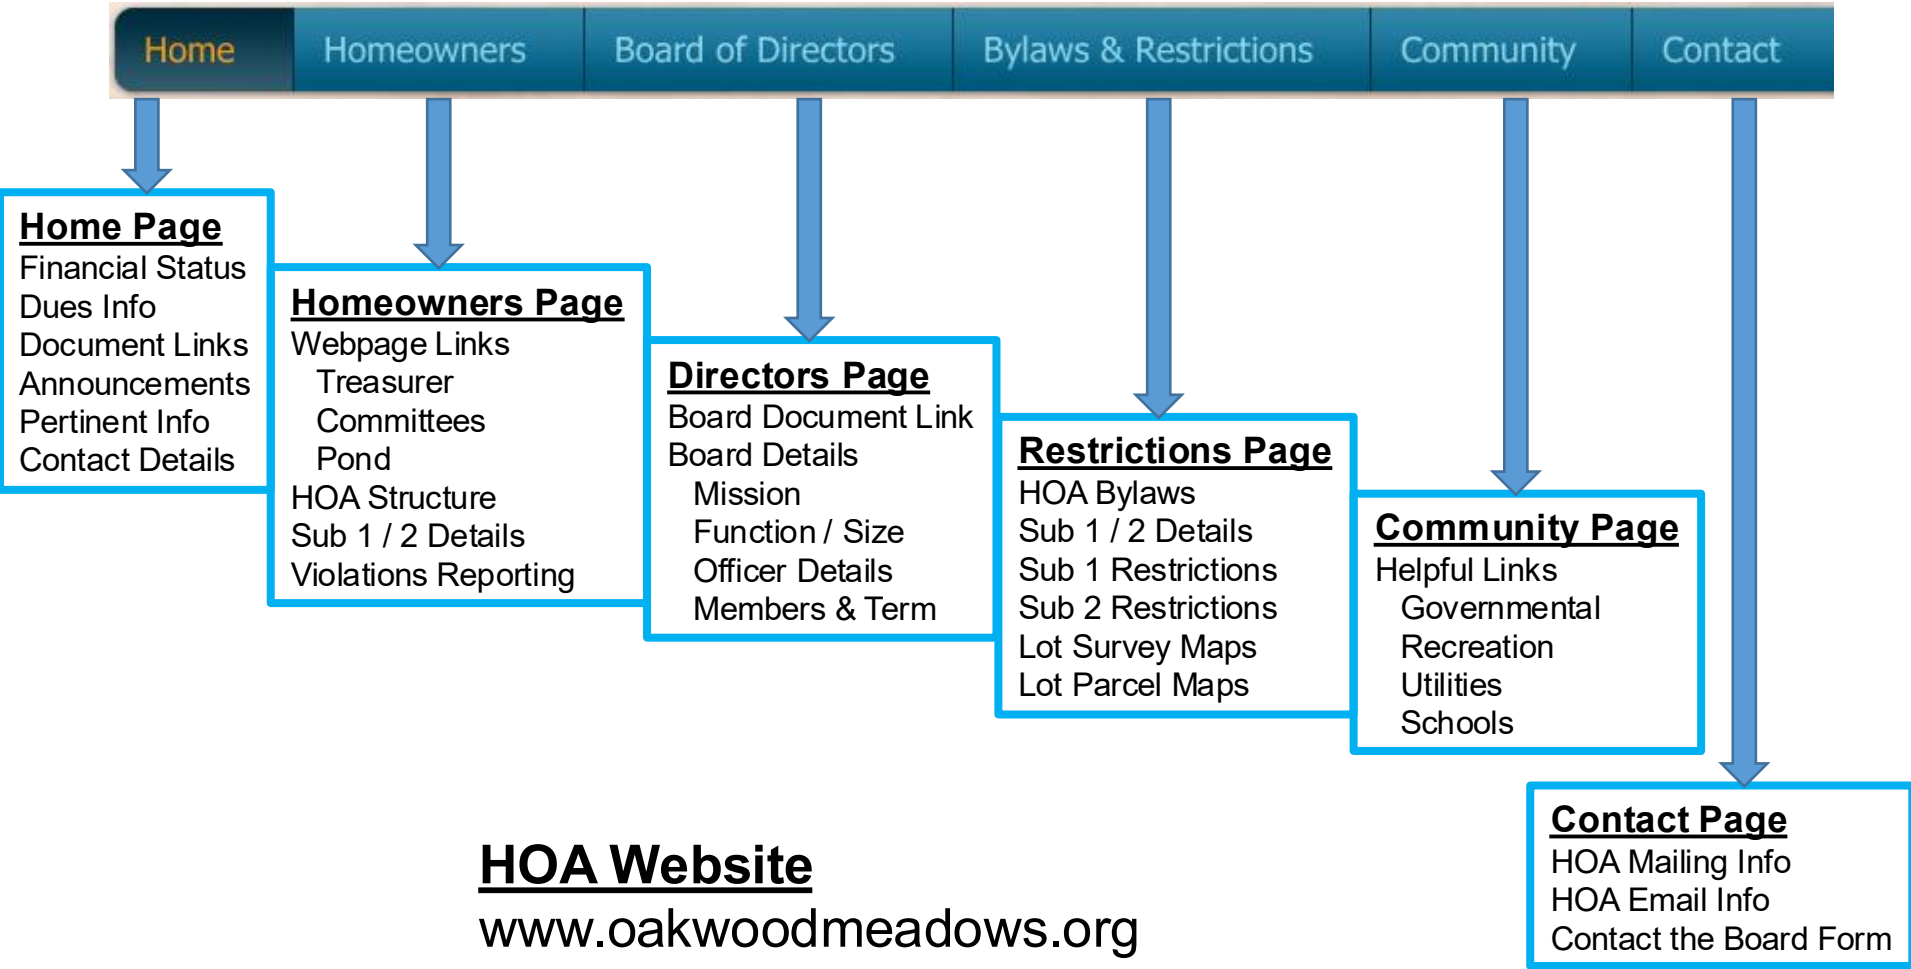 Home Homeowners Board of Directors Bylaws & Restrictions Community Contact
Home Page
Financial Status
Dues Info
Document Links
Announcements
Pertinent Info
Contact Details
Homeowners Page
Webpage Links
Treasurer
Committees
Pond
HOA Structure
Sub 1 / 2 Details
Violations Reporting
Directors Page
Board Document Link
Board Details
Mission
Function / Size
Officer Details
Members & Term
Restrictions Page
HOA Bylaws
Sub 1 / 2 Details
Sub 1 Restrictions
Sub 2 Restrictions
Lot Survey Maps
Lot Parcel Maps
Community Page
Helpful Links
Governmental
Recreation
Utilities
Schools
Contact Page
HOA Mailing Info
HOA Email Info
Contact the Board Form
HOA Website
www.oakwoodmeadows.org